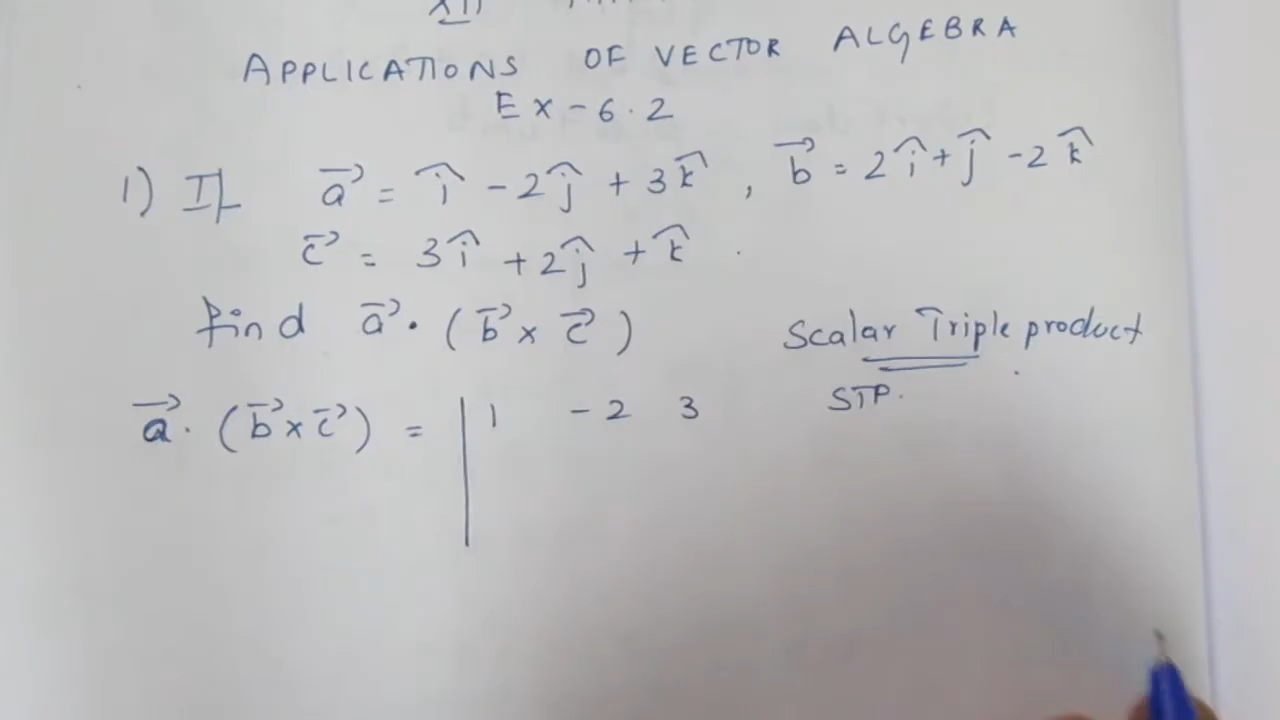 XII
APPLICATIONS OF VECTOR ALGEBRA
Ex-6.2
1) If a⃗ = î - 2ĵ + 3k̂, b⃗ = 2î + ĵ - 2k̂
c⃗ = 3î + 2ĵ + k̂.
find a⃗ · (b⃗ × c⃗)
Scalar Triple product
STP.
a⃗ · (b⃗ × c⃗) = | 1 -2 3